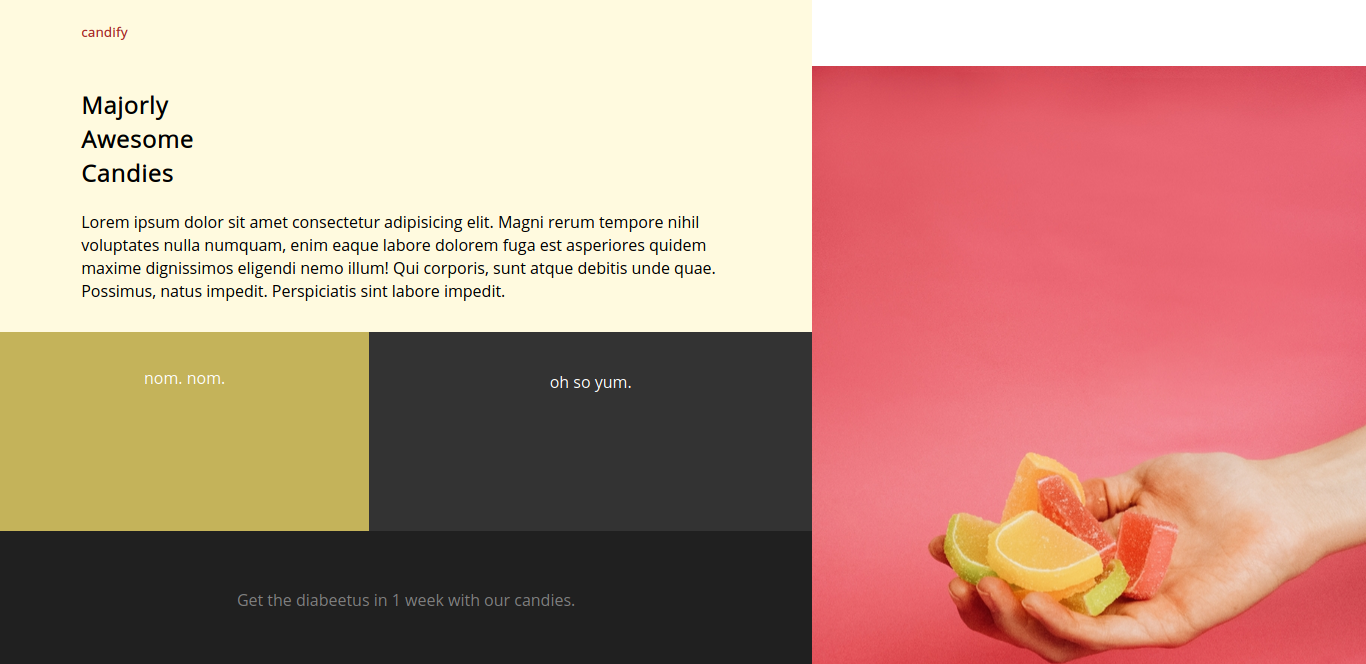 candify
Majorly
Awesome
Candies
Lorem ipsum dolor sit amet consectetur adipisicing elit. Magni rerum tempore nihil
voluptates nulla numquam, enim eaque labore dolorem fuga est asperiores quidem
maxime dignissimos eligendi nemo illum! Qui corporis, sunt atque debitis unde quae.
Possimus, natus impedit. Perspiciatis sint labore impedit.
nom. nom.
oh so yum.
Get the diabeetus in 1 week with our candies.